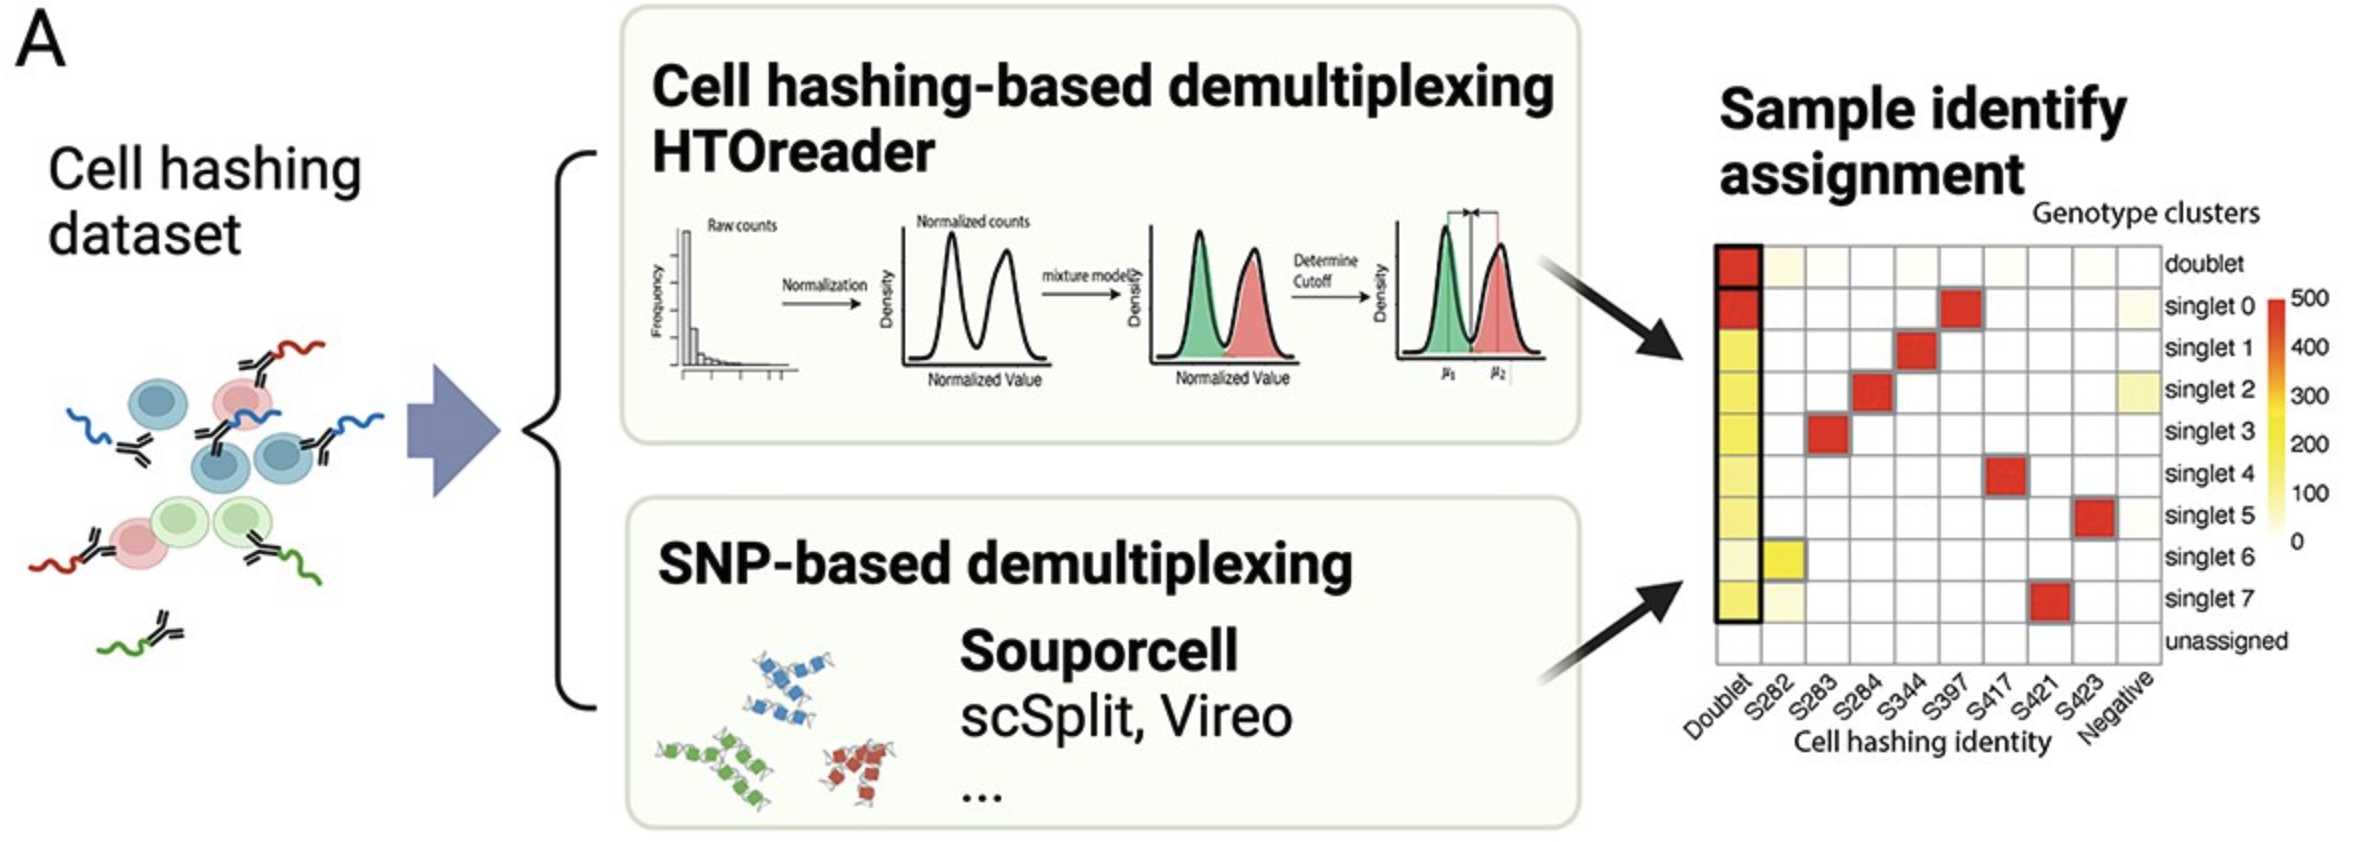 A
Cell hashing
dataset
Cell hashing-based demultiplexing
HTOreader
Raw counts
Frequency
Normalization
Normalized counts
Density
Normalized Value
mixture model
Density
Normalized Value
Determine
Cutoff
Density
μ₁
μ₂
SNP-based demultiplexing
Souporcell
scSplit, Vireo
...
Sample identify
assignment
Genotype clusters
doublet
singlet 0
singlet 1
singlet 2
singlet 3
singlet 4
singlet 5
singlet 6
singlet 7
unassigned
500
400
300
200
100
0
Doublet
S282
S283
S284
S344
S397
S417
S421
S423
Negative
Cell hashing identity